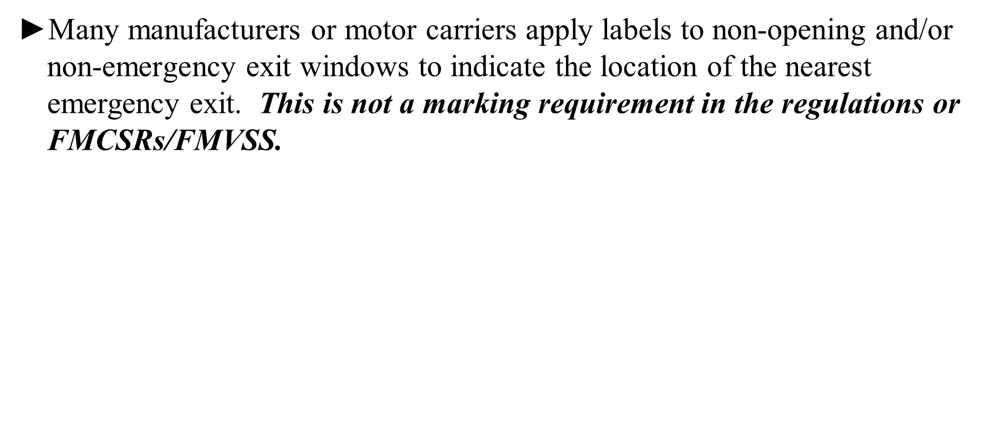 ►Many manufacturers or motor carriers apply labels to non-opening and/or
non-emergency exit windows to indicate the location of the nearest
emergency exit.  This is not a marking requirement in the regulations or
FMCSRs/FMVSS.